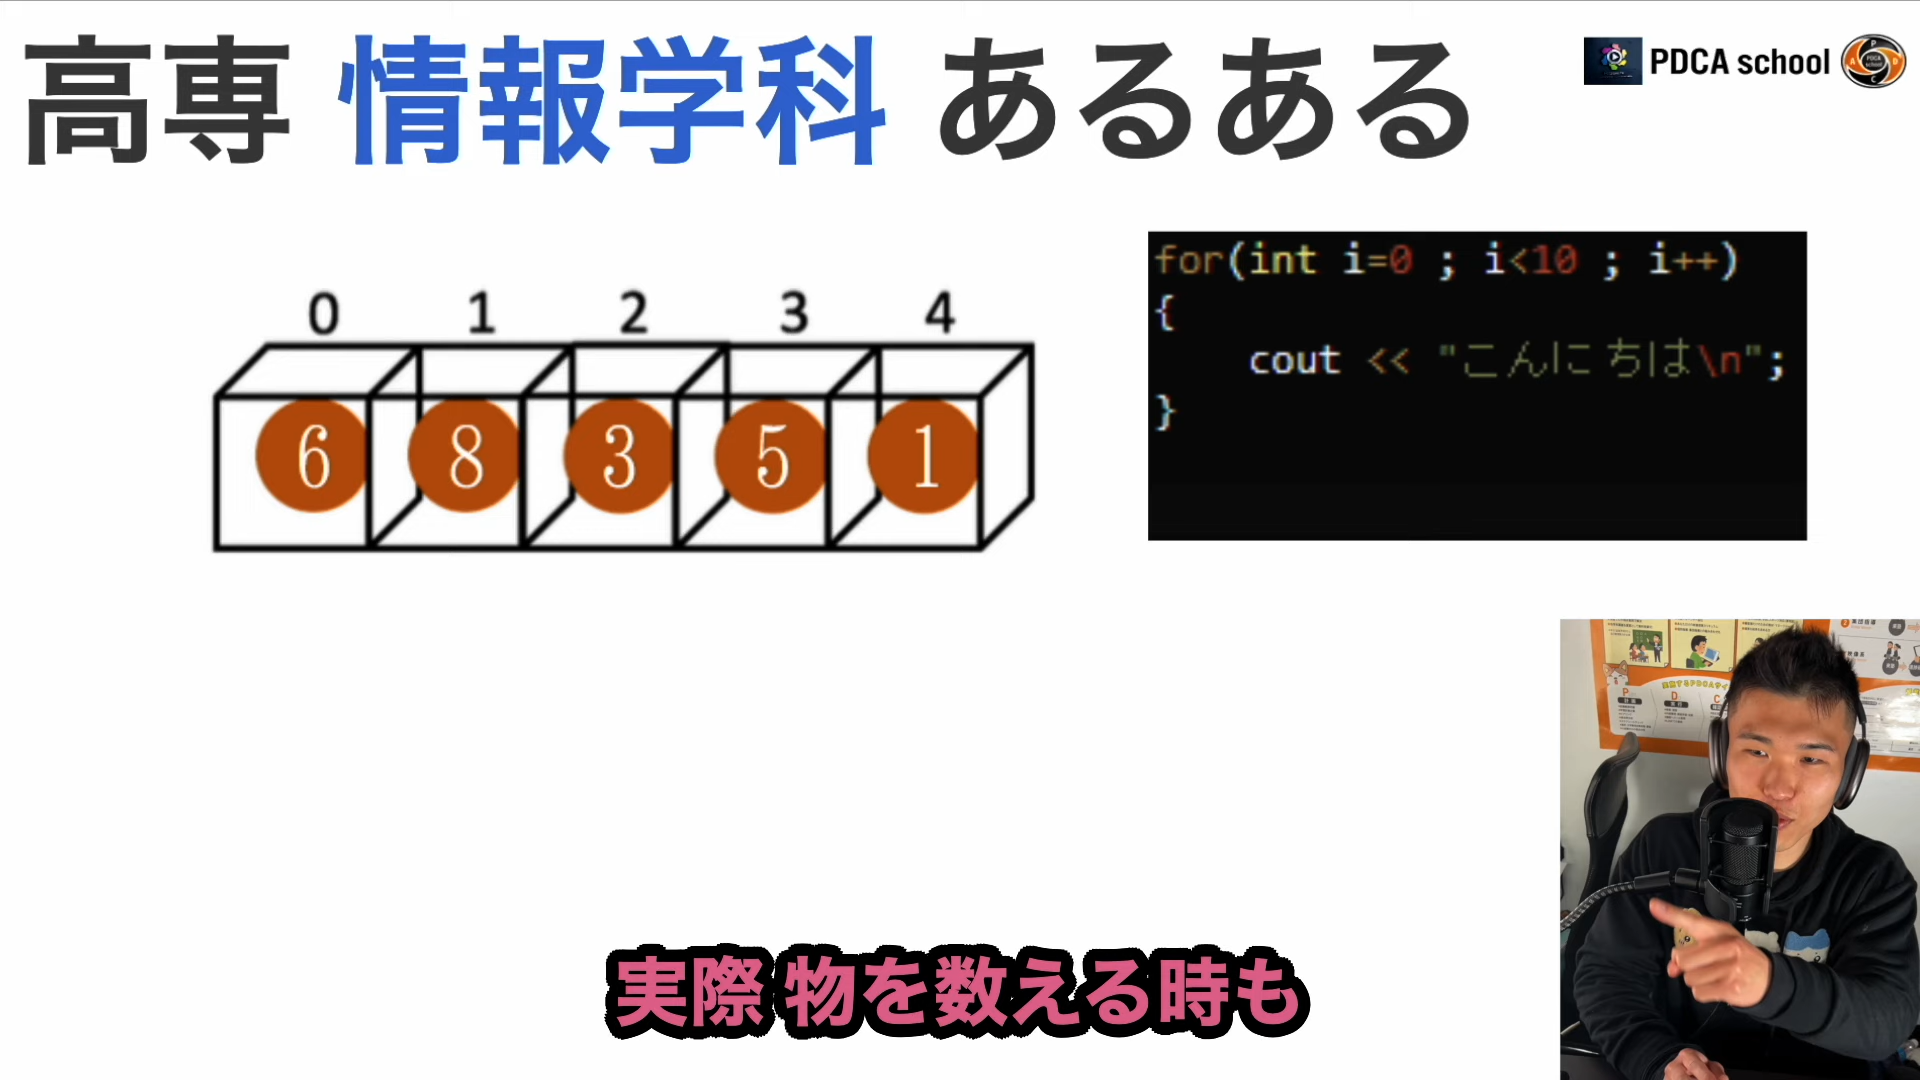 高専 情報学科 あるある
PDCA school
0 1 2 3 4
6 8 3 5 1
for(int i=0 ; i<10 ; i++)
{
cout << "こんにちは\n";
}
実際 物を数える時も